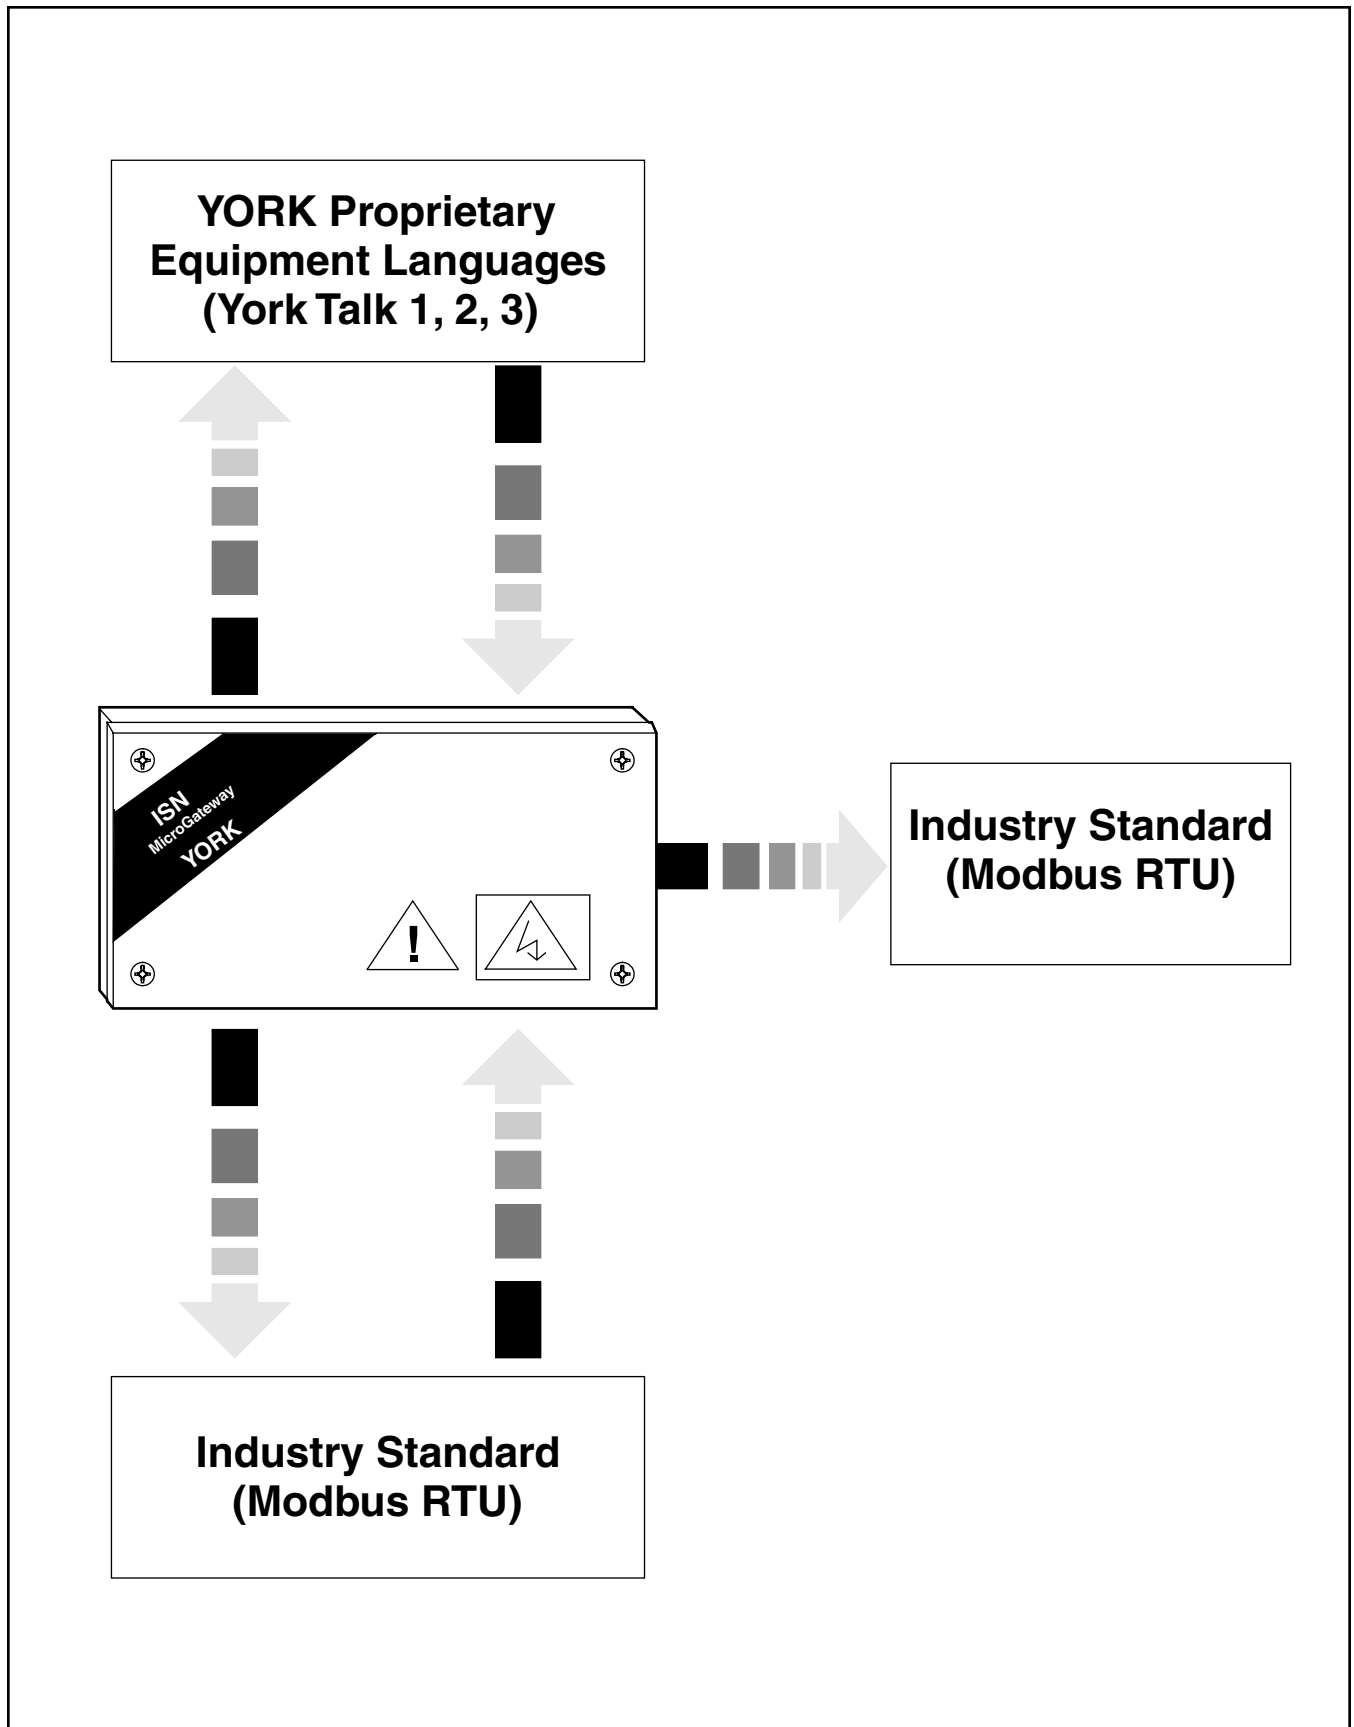 YORK Proprietary
Equipment Languages
(York Talk 1, 2, 3)
ISN
MicroGateway
YORK
!
Industry Standard
(Modbus RTU)
Industry Standard
(Modbus RTU)